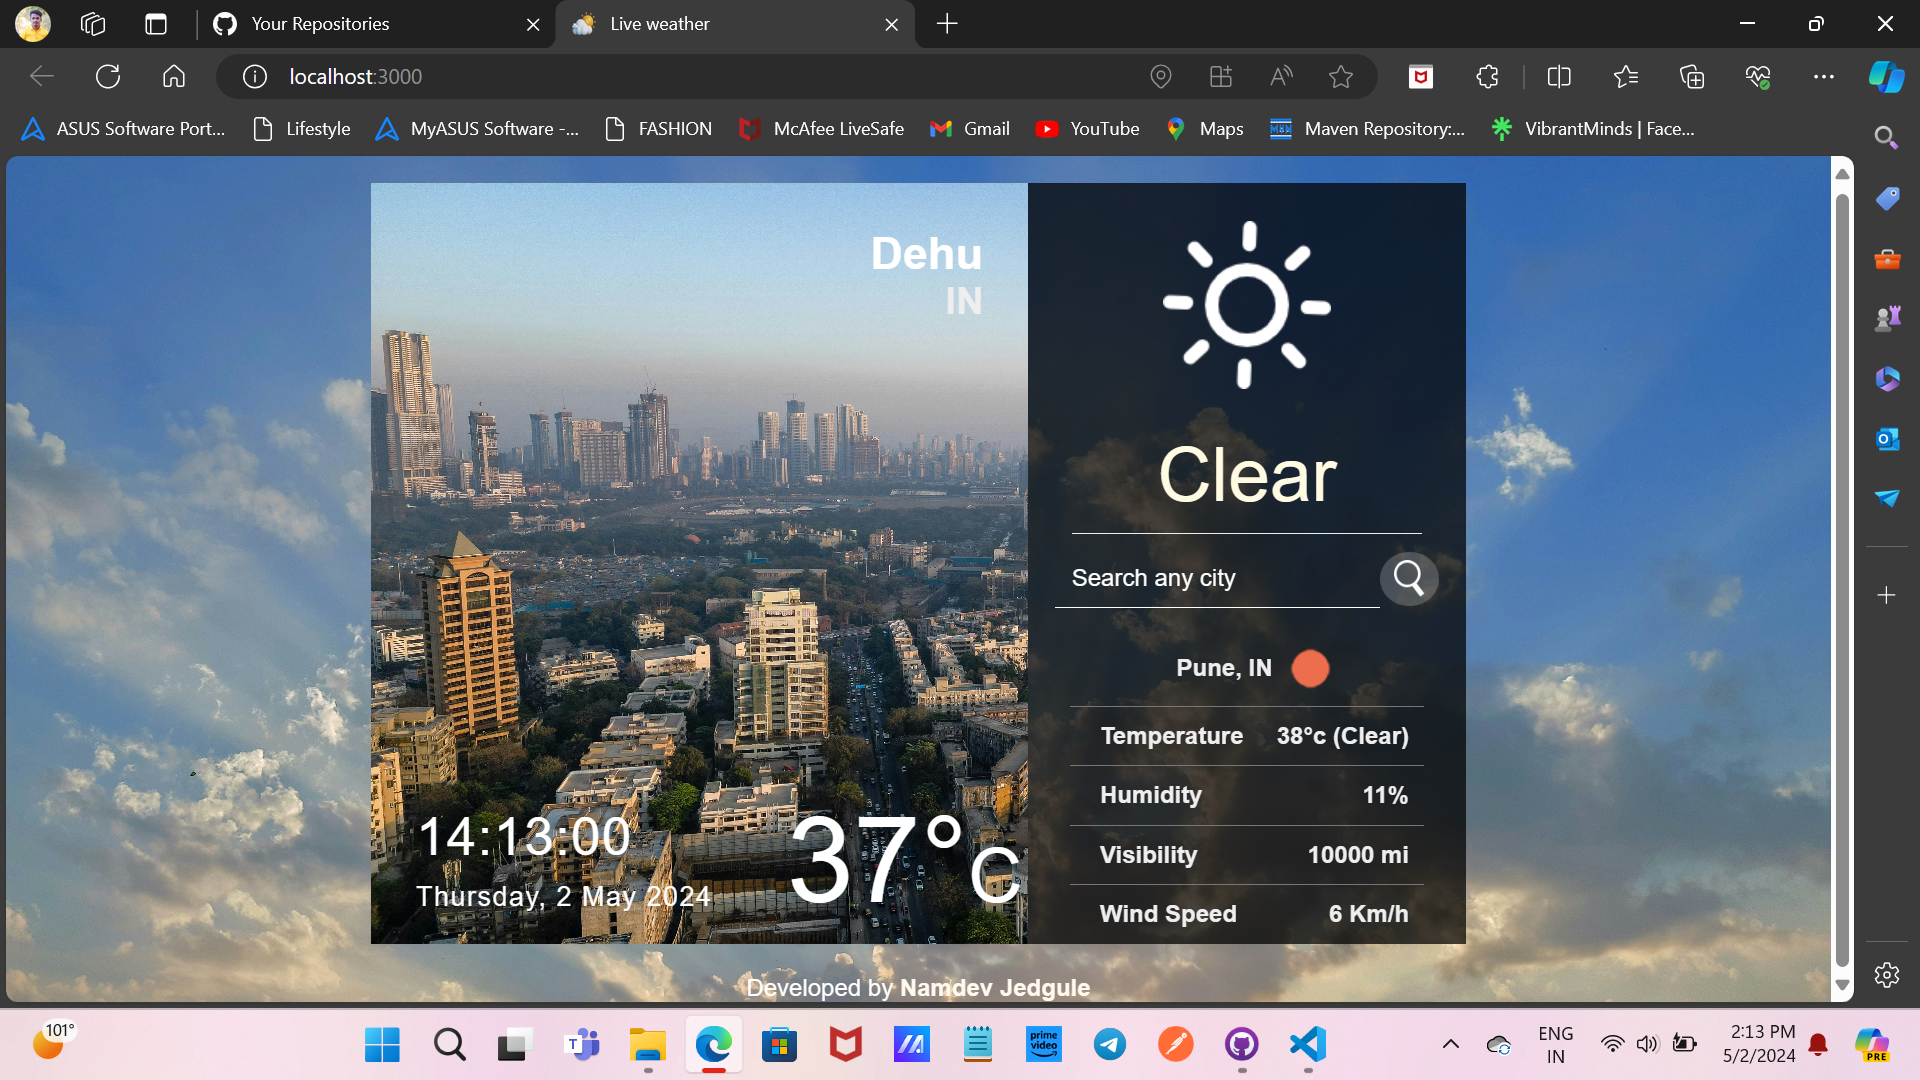 Your Repositories
Live weather
localhost:3000
ASUS Software Port...
Lifestyle
MyASUS Software -...
FASHION
McAfee LiveSafe
Gmail
YouTube
Maps
Maven Repository:...
VibrantMinds | Face...
Dehu
IN
14:13:00
Thursday, 2 May 2024
37°c
Clear
Search any city
Pune, IN
Temperature 38°c (Clear)
Humidity 11%
Visibility 10000 mi
Wind Speed 6 Km/h
Developed by Namdev Jedgule
101°
prime
video
ENG
IN
2:13 PM
5/2/2024
PRE